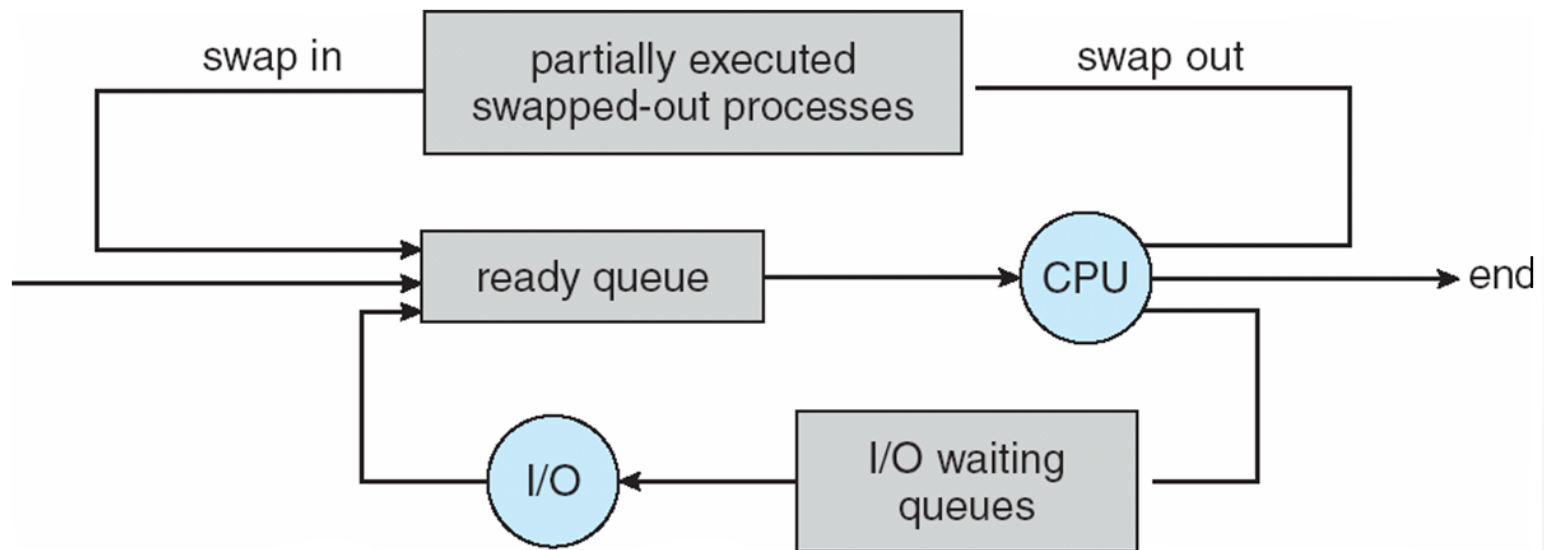 swap in
partially executed
swapped-out processes
swap out
ready queue
CPU
end
I/O
I/O waiting
queues